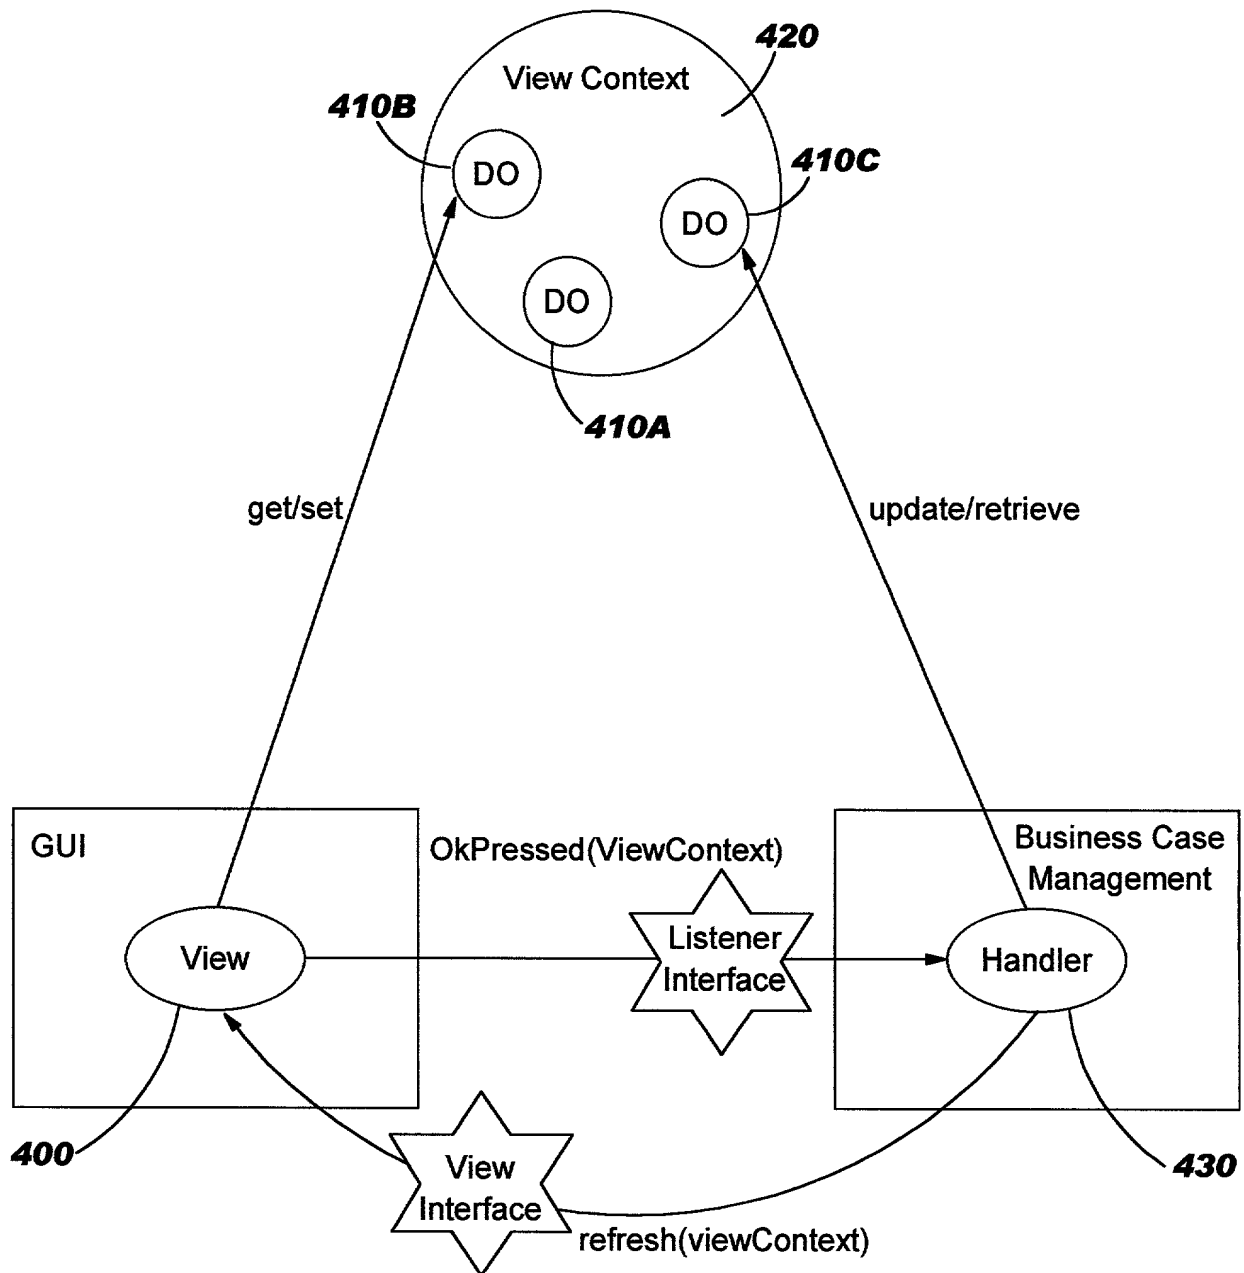 420
View Context
410B
DO
410C
DO
DO
410A
get/set
update/retrieve
GUI
OkPressed(ViewContext)
Business Case
Management
View
Listener
Interface
Handler
400
View
Interface
430
refresh(viewContext)